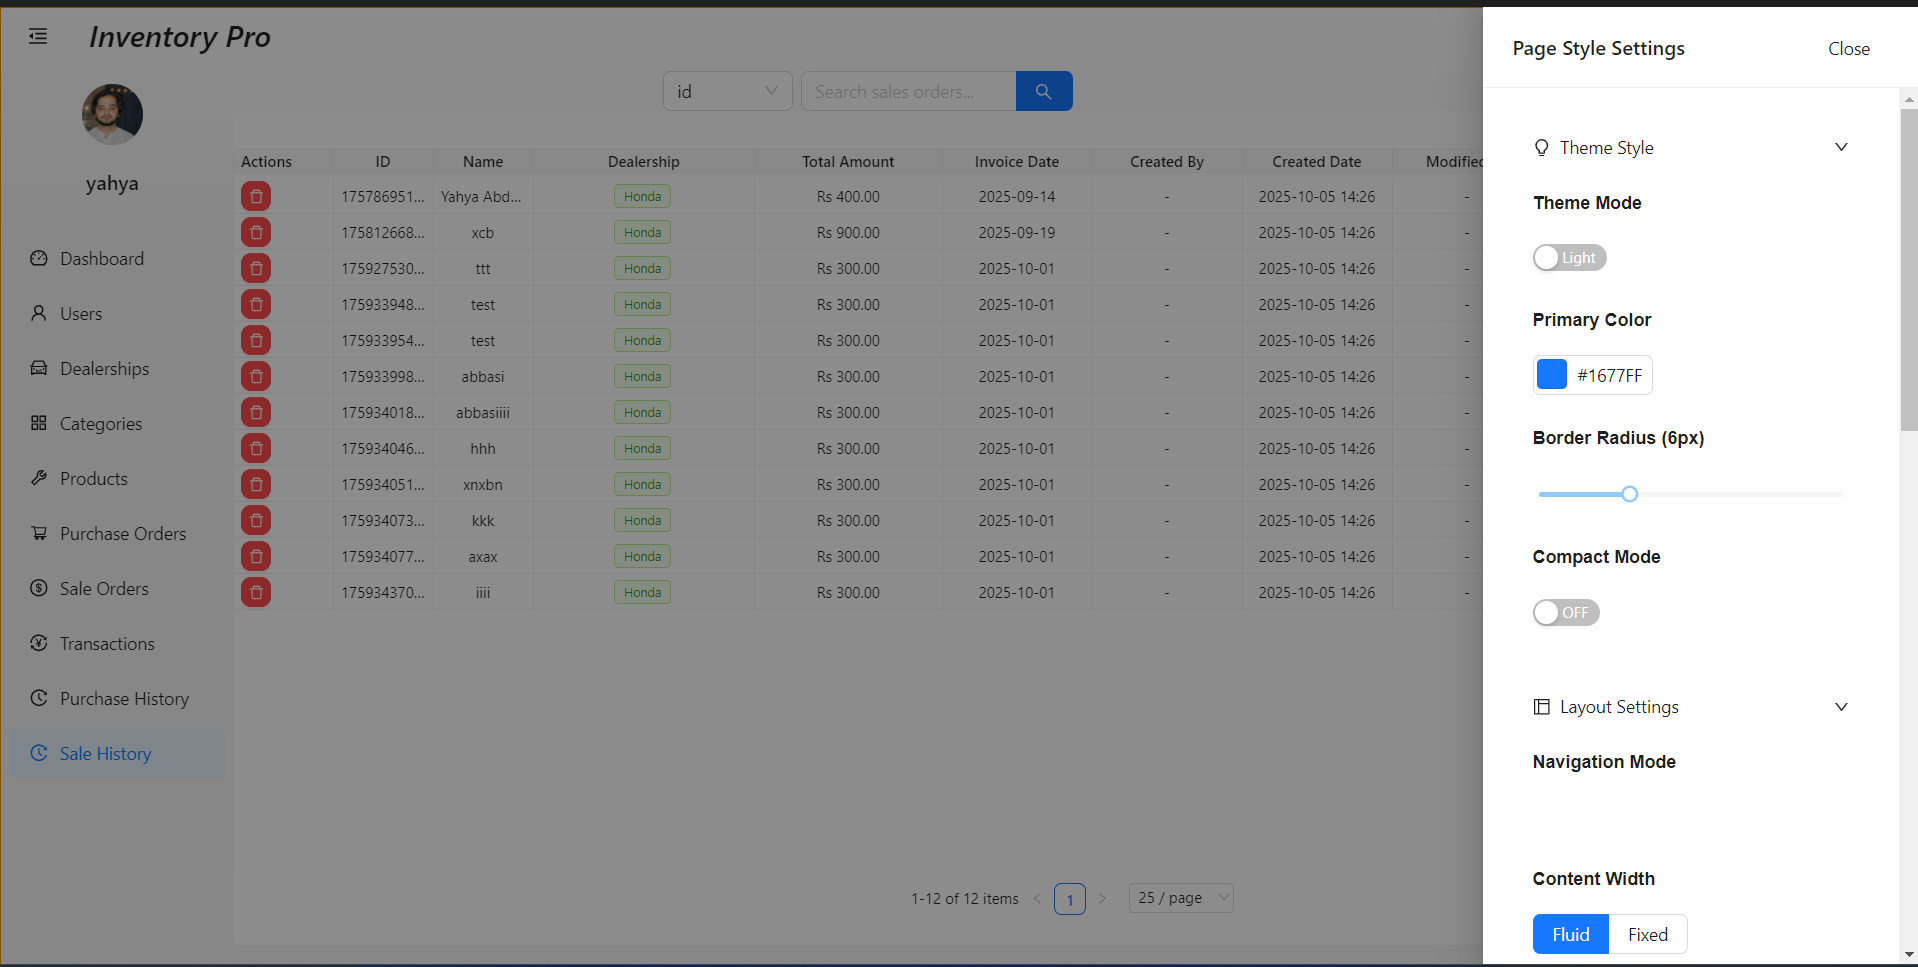 Inventory Pro
yahya
Dashboard
Users
Dealerships
Categories
Products
Purchase Orders
Sale Orders
Transactions
Purchase History
Sale History
id
Search sales orders...
Actions ID Name Dealership Total Amount Invoice Date Created By Created Date Modified
175786951... Yahya Abd... Honda Rs 400.00 2025-09-14 - 2025-10-05 14:26 -
175812668... xcb Honda Rs 900.00 2025-09-19 - 2025-10-05 14:26 -
175927530... ttt Honda Rs 300.00 2025-10-01 - 2025-10-05 14:26 -
175933948... test Honda Rs 300.00 2025-10-01 - 2025-10-05 14:26 -
175933954... test Honda Rs 300.00 2025-10-01 - 2025-10-05 14:26 -
175933998... abbasi Honda Rs 300.00 2025-10-01 - 2025-10-05 14:26 -
175934018... abbasiiii Honda Rs 300.00 2025-10-01 - 2025-10-05 14:26 -
175934046... hhh Honda Rs 300.00 2025-10-01 - 2025-10-05 14:26 -
175934051... xnxbn Honda Rs 300.00 2025-10-01 - 2025-10-05 14:26 -
175934073... kkk Honda Rs 300.00 2025-10-01 - 2025-10-05 14:26 -
175934077... axax Honda Rs 300.00 2025-10-01 - 2025-10-05 14:26 -
175934370... iiii Honda Rs 300.00 2025-10-01 - 2025-10-05 14:26 -
1-12 of 12 items < 1 > 25 / page
Page Style Settings Close
Theme Style
Theme Mode
Light
Primary Color
#1677FF
Border Radius (6px)
Compact Mode
OFF
Layout Settings
Navigation Mode
Content Width
Fluid Fixed